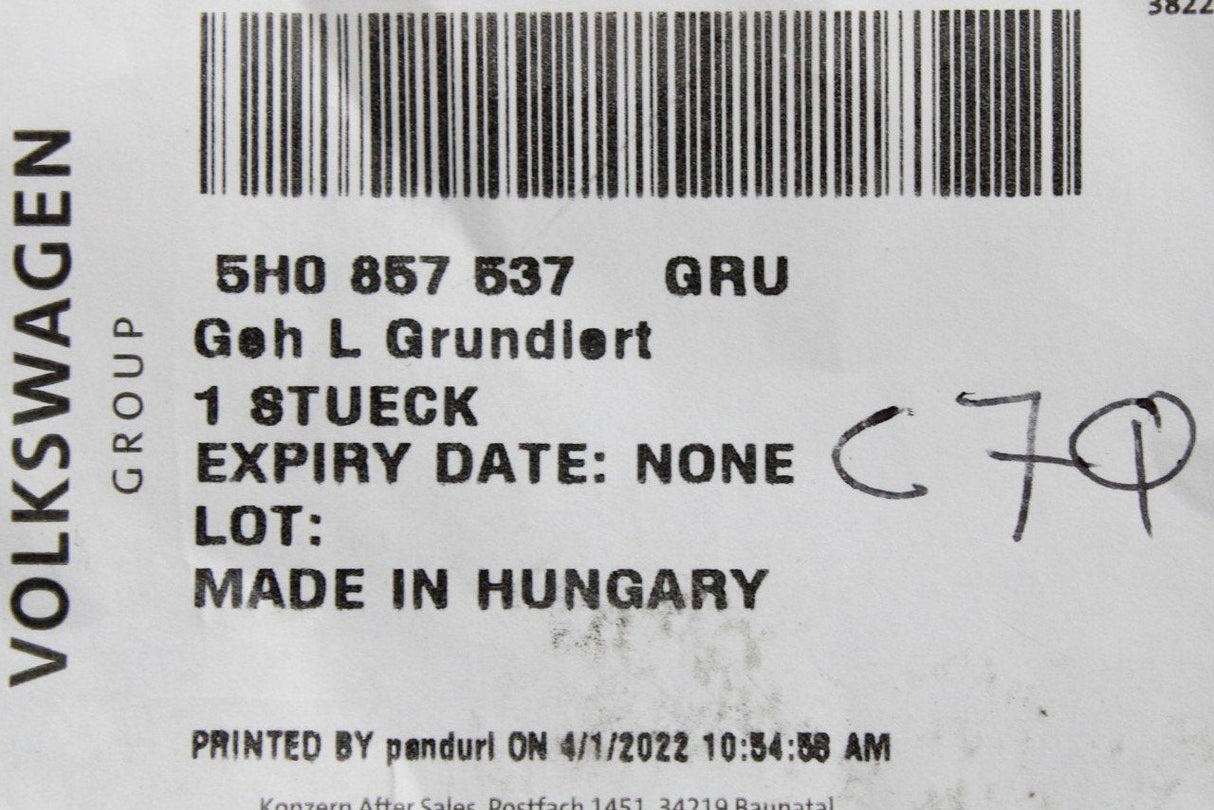 3822
VOLKSWAGEN
GROUP
5H0 857 537 GRU
Geh L Grundiert
1 STUECK
EXPIRY DATE: NONE
LOT:
MADE IN HUNGARY
PRINTED BY panduri ON 4/1/2022 10:54:58 AM
Konzern After Sales, Postfach 1451, 34219 Baunatal